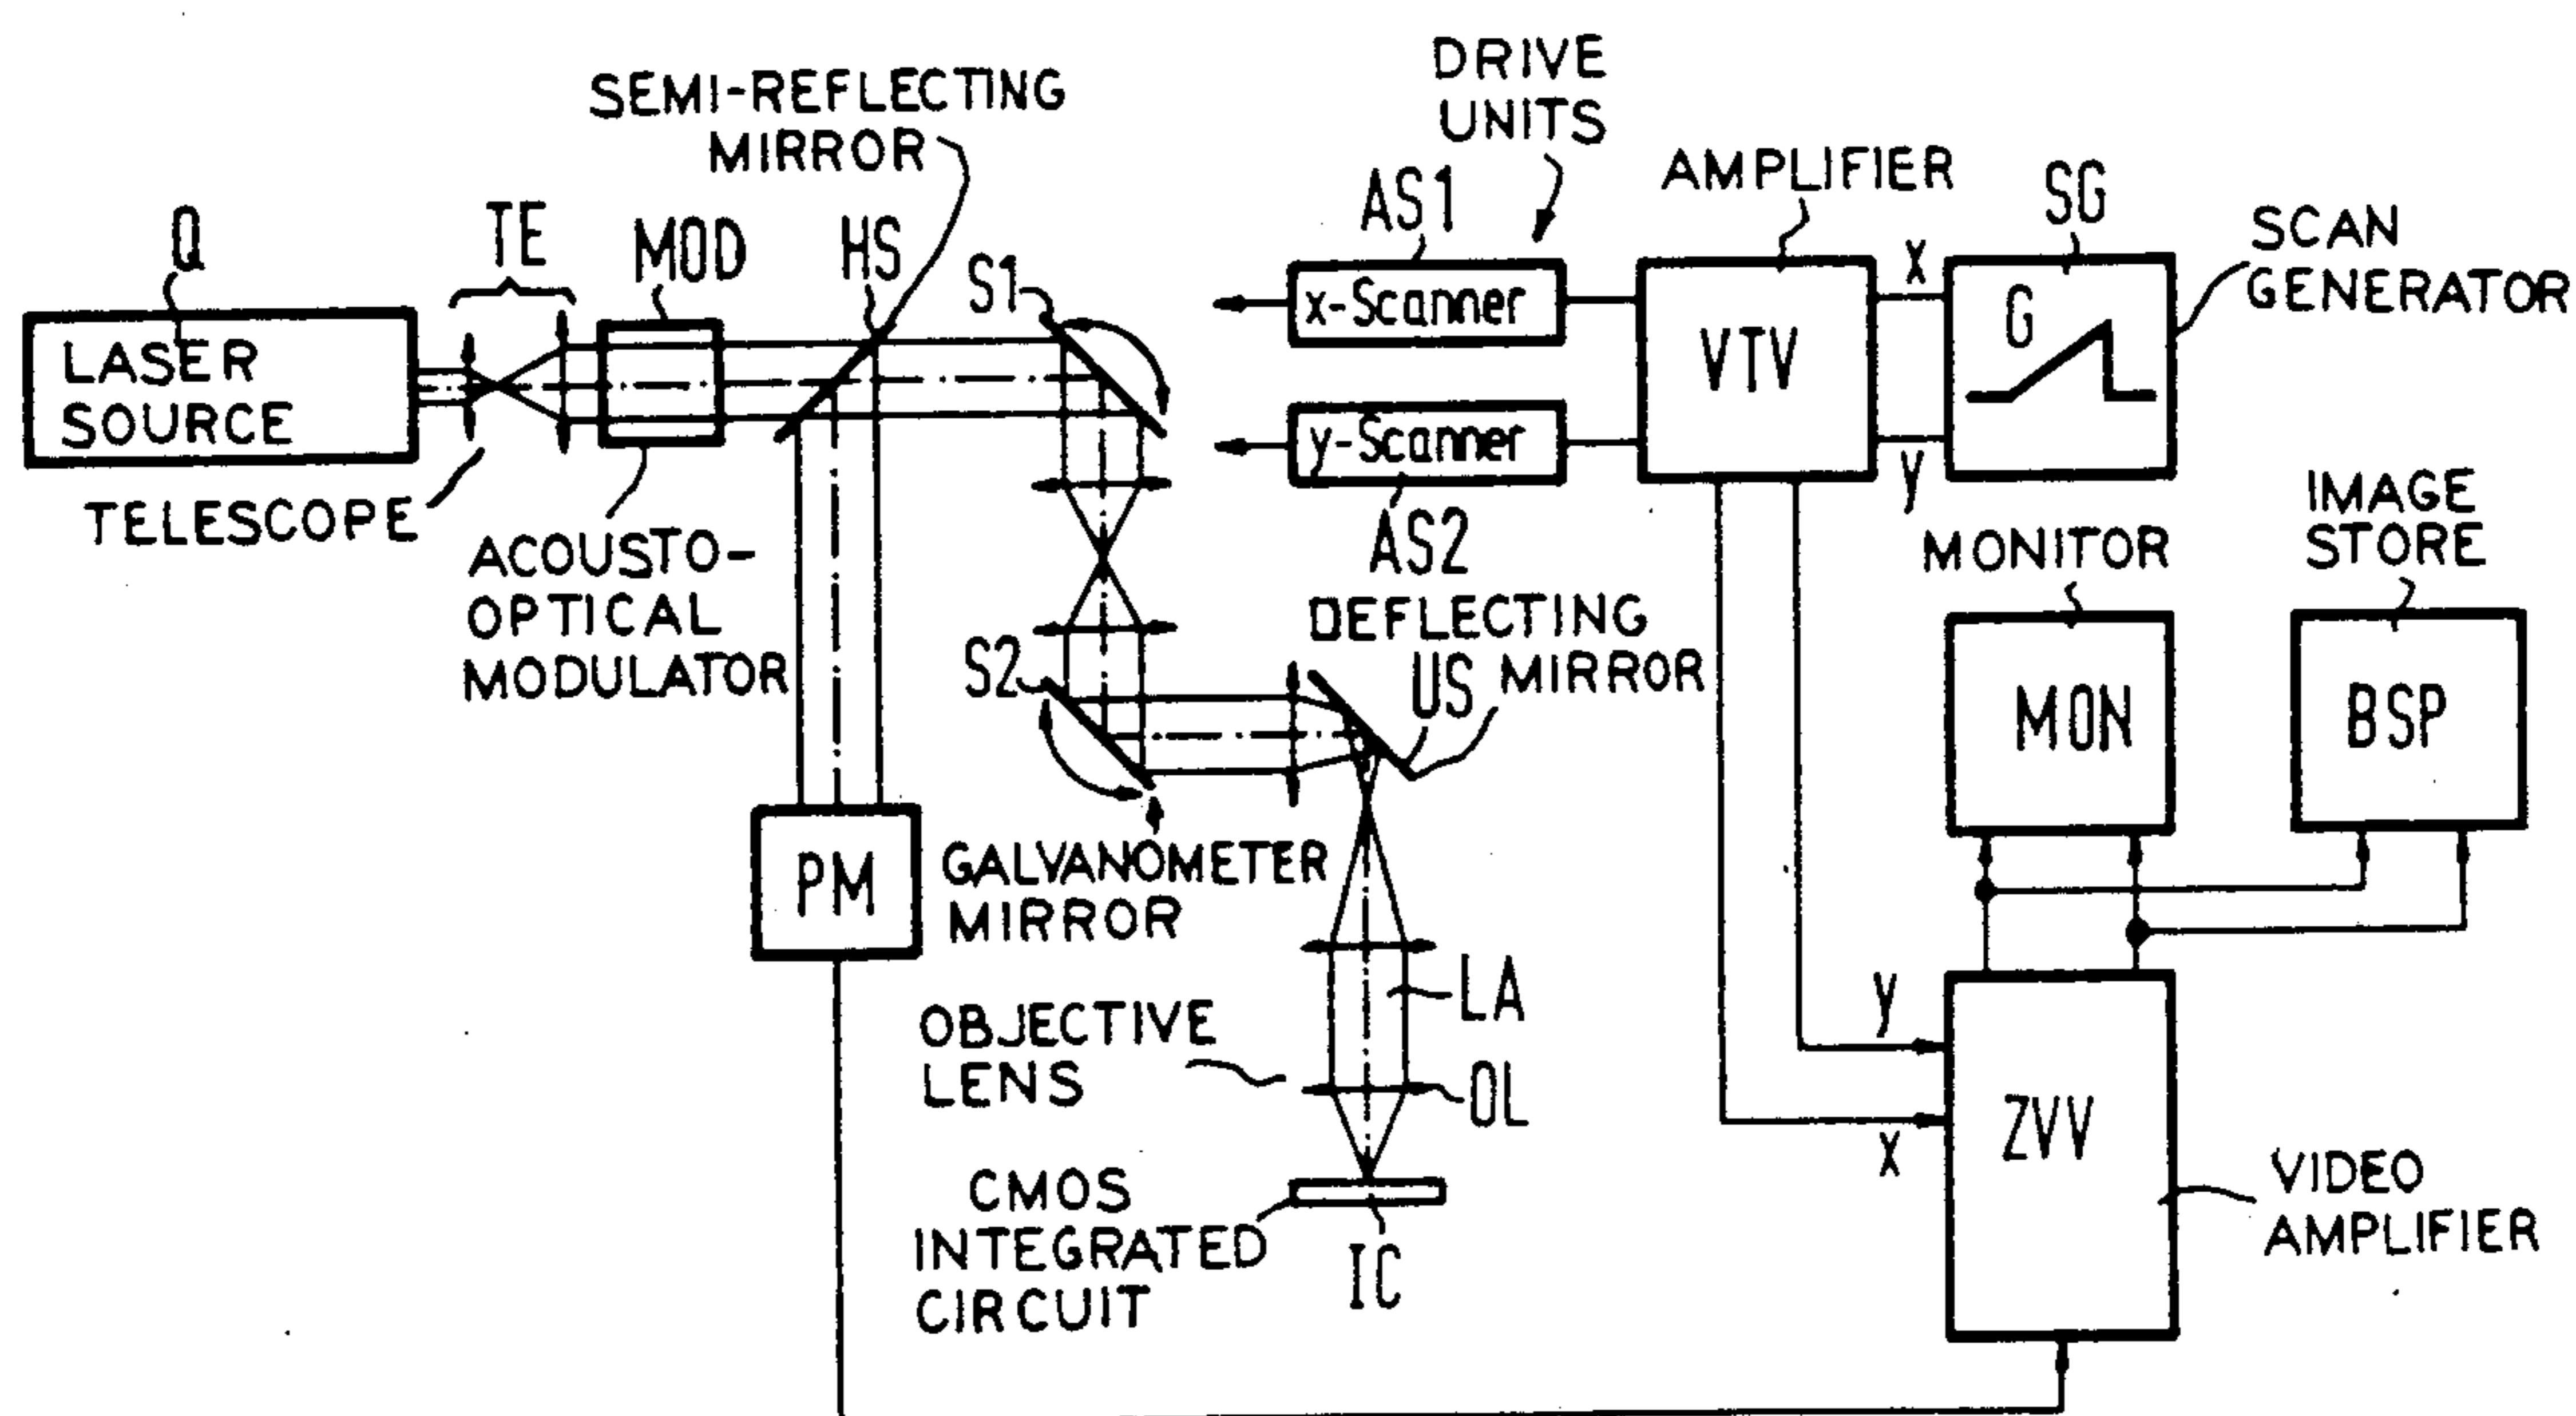 SEMI-REFLECTING
MIRROR
DRIVE
UNITS
AMPLIFIER
SG
SCAN
GENERATOR
Q
TE
MOD
HS
S1
AS1
x-Scanner
VTV
x
G
LASER
SOURCE
y-Scanner
y
AS2
TELESCOPE
ACOUSTO-
OPTICAL
MODULATOR
S2
DEFLECTING
US MIRROR
MONITOR
IMAGE
STORE
MON
BSP
PM
GALVANOMETER
MIRROR
LA
OBJECTIVE
LENS
OL
y
x
ZVV
VIDEO
AMPLIFIER
CMOS
INTEGRATED
CIRCUIT
IC